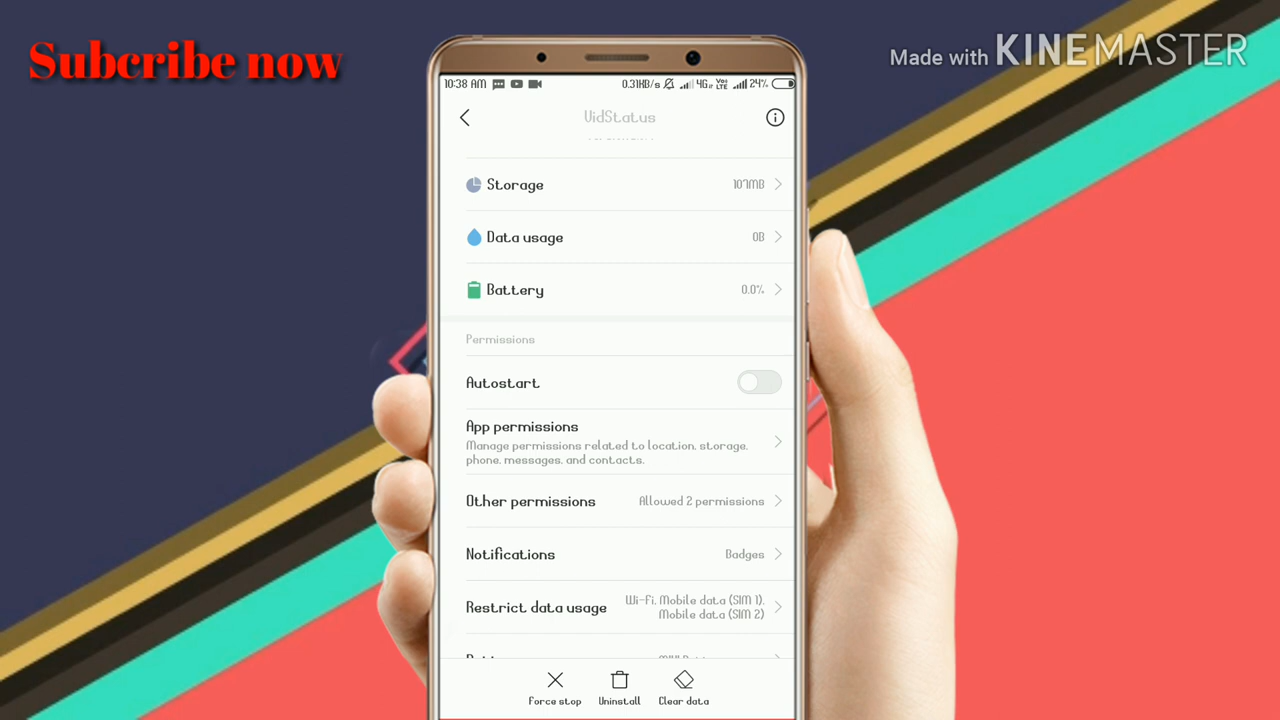 Subcribe now
Made with KINEMASTER
10:38 AM 0.31KB/s 4G Vo) LTE 24%
VidStatus
Storage 107MB
Data usage 0B
Battery 0.0%
Permissions
Autostart
App permissions
Manage permissions related to location, storage,
phone, messages, and contacts.
Other permissions Allowed 2 permissions
Notifications Badges
Restrict data usage Wi-Fi, Mobile data (SIM 1),
Mobile data (SIM 2)
Force stop Uninstall Clear data